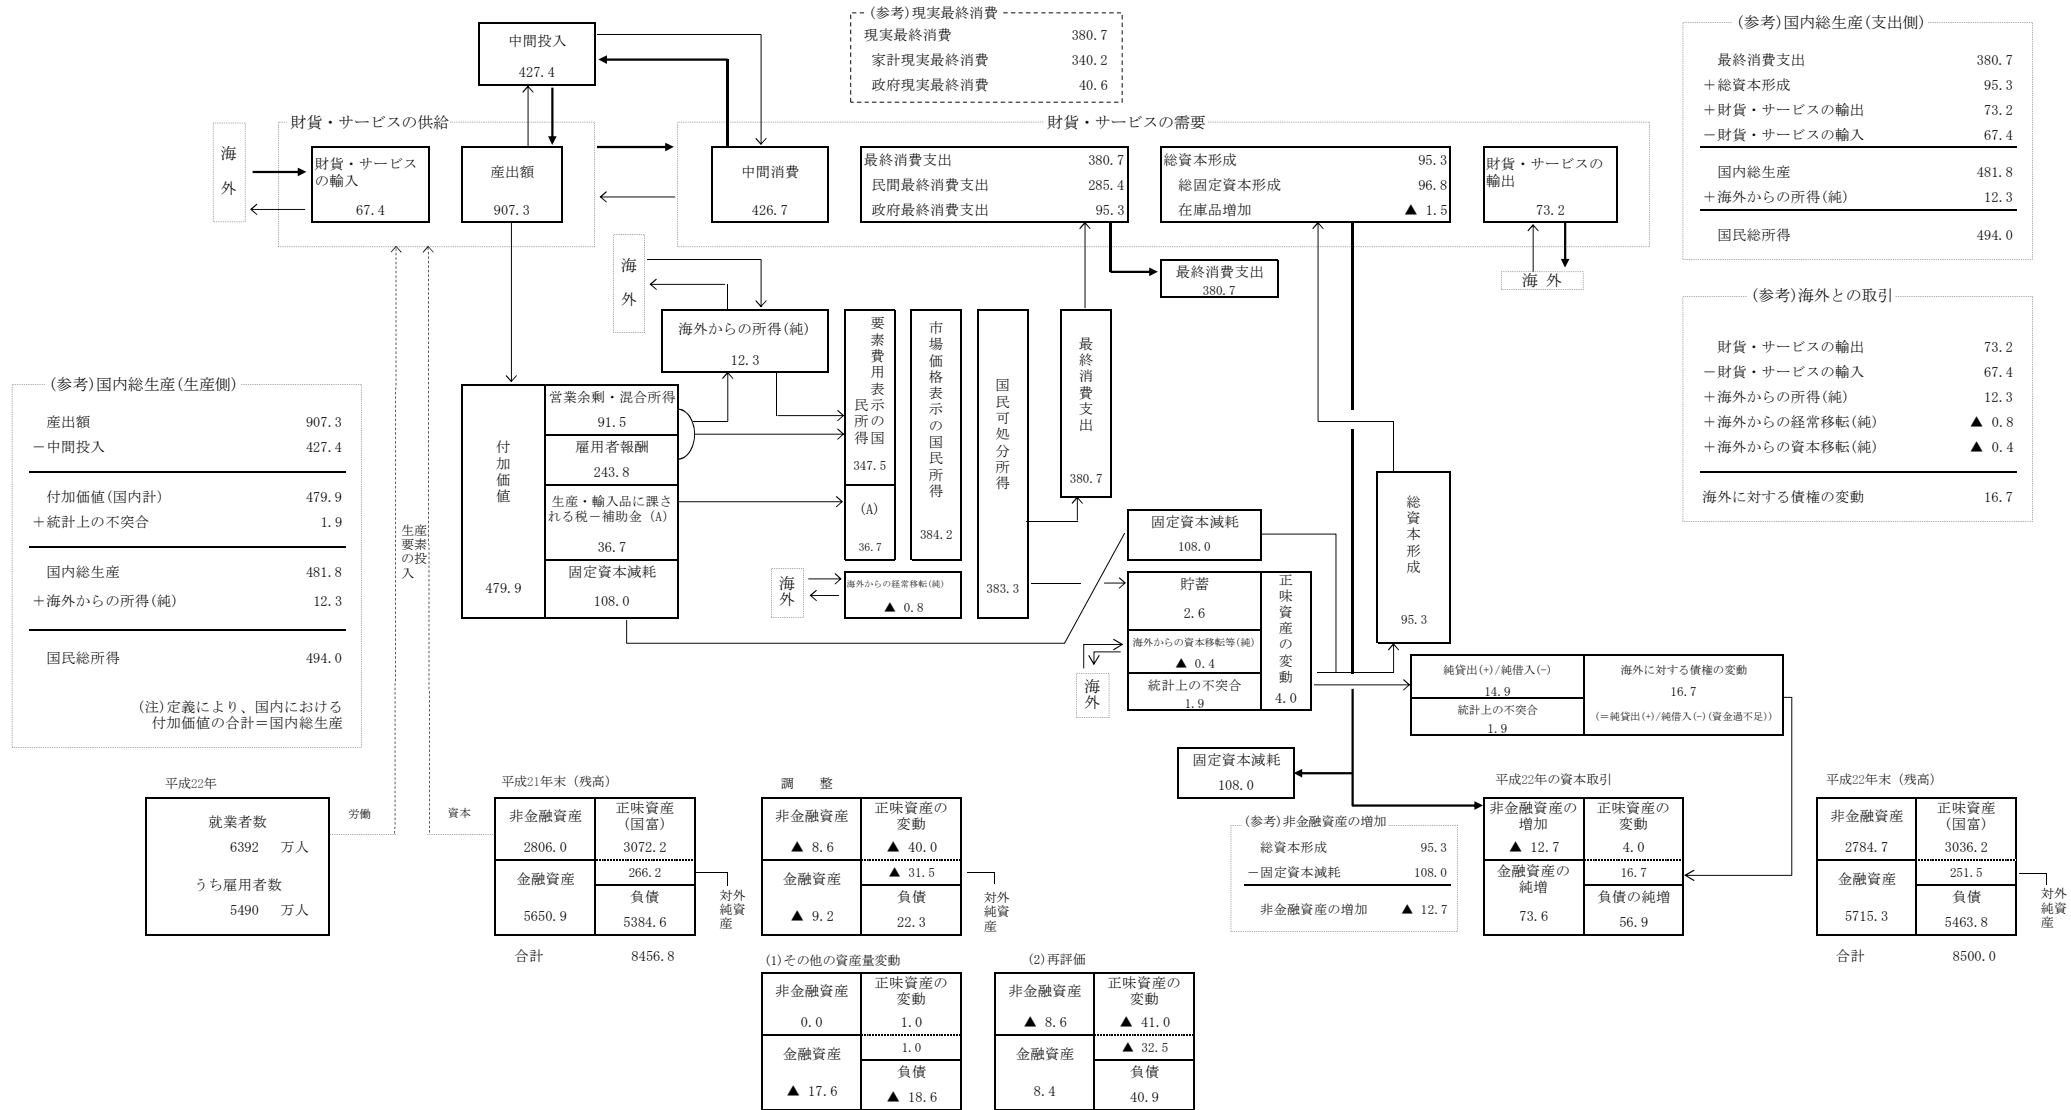 (参考)現実最終消費
現実最終消費 380.7
家計現実最終消費 340.2
政府現実最終消費 40.6
(参考)国内総生産(支出側)
最終消費支出 380.7
+総資本形成 95.3
+財貨・サービスの輸出 73.2
-財貨・サービスの輸入 67.4
国内総生産 481.8
+海外からの所得(純) 12.3
国民総所得 494.0
中間投入
427.4
財貨・サービスの供給
財貨・サービスの需要
海
外
財貨・サービス
の輸入
67.4
産出額
907.3
中間消費
426.7
最終消費支出 380.7
民間最終消費支出 285.4
政府最終消費支出 95.3
総資本形成 95.3
総固定資本形成 96.8
在庫品増加 ▲ 1.5
財貨・サービスの
輸出
73.2
最終消費支出
380.7
海 外
海
外
海外からの所得(純)
12.3
要素費用表示の国
民所得
347.5
(A)
36.7
市場価格表示の国民所得
384.2
国民可処分所得
383.3
最終消費支出
380.7
(参考)海外との取引
財貨・サービスの輸出 73.2
-財貨・サービスの輸入 67.4
+海外からの所得(純) 12.3
+海外からの経常移転(純) ▲ 0.8
+海外からの資本移転(純) ▲ 0.4
海外に対する債権の変動 16.7
(参考)国内総生産(生産側)
産出額 907.3
-中間投入 427.4
付加価値(国内計) 479.9
+統計上の不突合 1.9
国内総生産 481.8
+海外からの所得(純) 12.3
国民総所得 494.0
(注)定義により、国内における
付加価値の合計=国内総生産
生産
要素
の投
入
付加価値
479.9
営業余剰・混合所得
91.5
雇用者報酬
243.8
生産・輸入品に課さ
れる税-補助金 (A)
36.7
固定資本減耗
108.0
海
外
海外からの経常移転(純)
▲ 0.8
固定資本減耗
108.0
貯蓄
2.6
海外からの資本移転等(純)
▲ 0.4
統計上の不突合
1.9
正味資産の変動
4.0
海
外
総資本形成
95.3
純貸出(+)/純借入(-)
14.9
統計上の不突合
1.9
海外に対する債権の変動
16.7
(=純貸出(+)/純借入(-)(資金過不足))
固定資本減耗
108.0
平成22年
就業者数
6392 万人
うち雇用者数
5490 万人
労働
資本
平成21年末 (残高)
非金融資産
2806.0
正味資産
(国富)
3072.2
266.2
金融資産
5650.9
負債
5384.6
対外
純資
産
合計 8456.8
調 整
非金融資産
▲ 8.6
正味資産の
変動
▲ 40.0
▲ 31.5
金融資産
▲ 9.2
負債
22.3
対外
純資
産
(参考)非金融資産の増加
総資本形成 95.3
-固定資本減耗 108.0
非金融資産の増加 ▲ 12.7
平成22年の資本取引
非金融資産の
増加
▲ 12.7
正味資産の
変動
4.0
16.7
金融資産の
純増
73.6
負債の純増
56.9
平成22年末 (残高)
非金融資産
2784.7
正味資産
(国富)
3036.2
251.5
金融資産
5715.3
負債
5463.8
対外
純資
産
合計 8500.0
(1)その他の資産量変動
非金融資産
0.0
正味資産の
変動
1.0
1.0
金融資産
▲ 17.6
負債
▲ 18.6
(2)再評価
非金融資産
▲ 8.6
正味資産の
変動
▲ 41.0
▲ 32.5
金融資産
8.4
負債
40.9